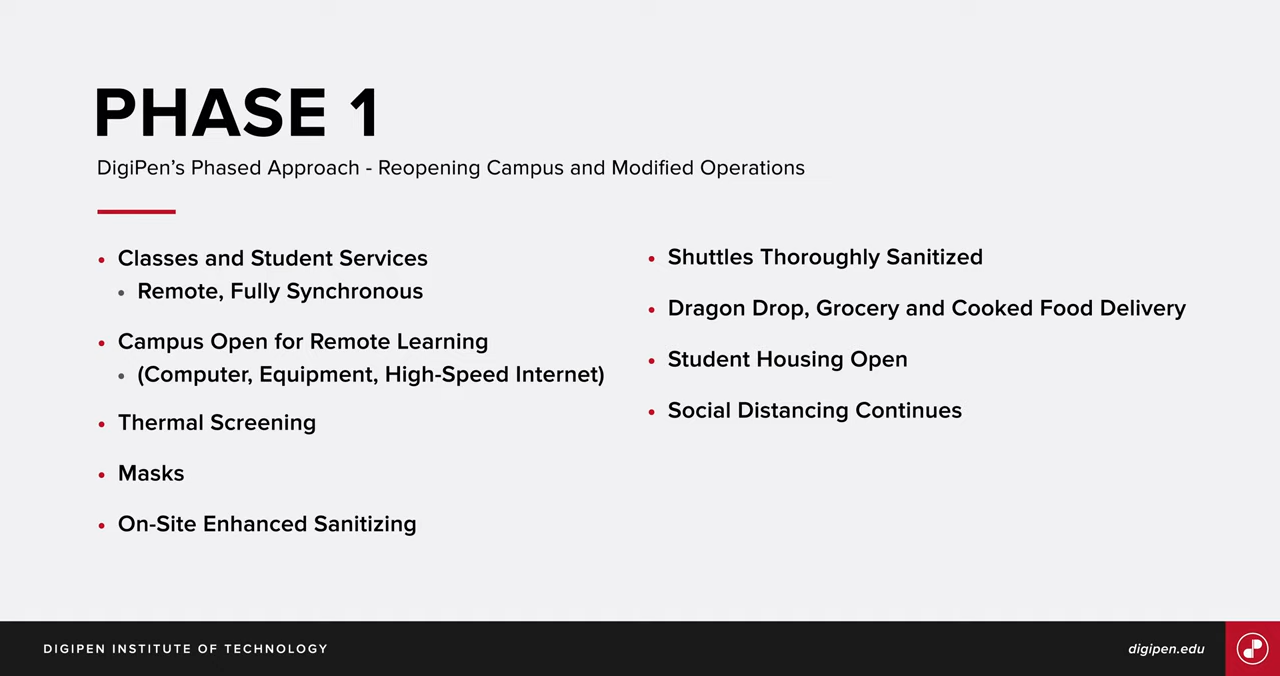 PHASE 1
DigiPen’s Phased Approach - Reopening Campus and Modified Operations
• Classes and Student Services
• Remote, Fully Synchronous
• Campus Open for Remote Learning
• (Computer, Equipment, High-Speed Internet)
• Thermal Screening
• Masks
• On-Site Enhanced Sanitizing
• Shuttles Thoroughly Sanitized
• Dragon Drop, Grocery and Cooked Food Delivery
• Student Housing Open
• Social Distancing Continues
DIGIPEN INSTITUTE OF TECHNOLOGY
digipen.edu